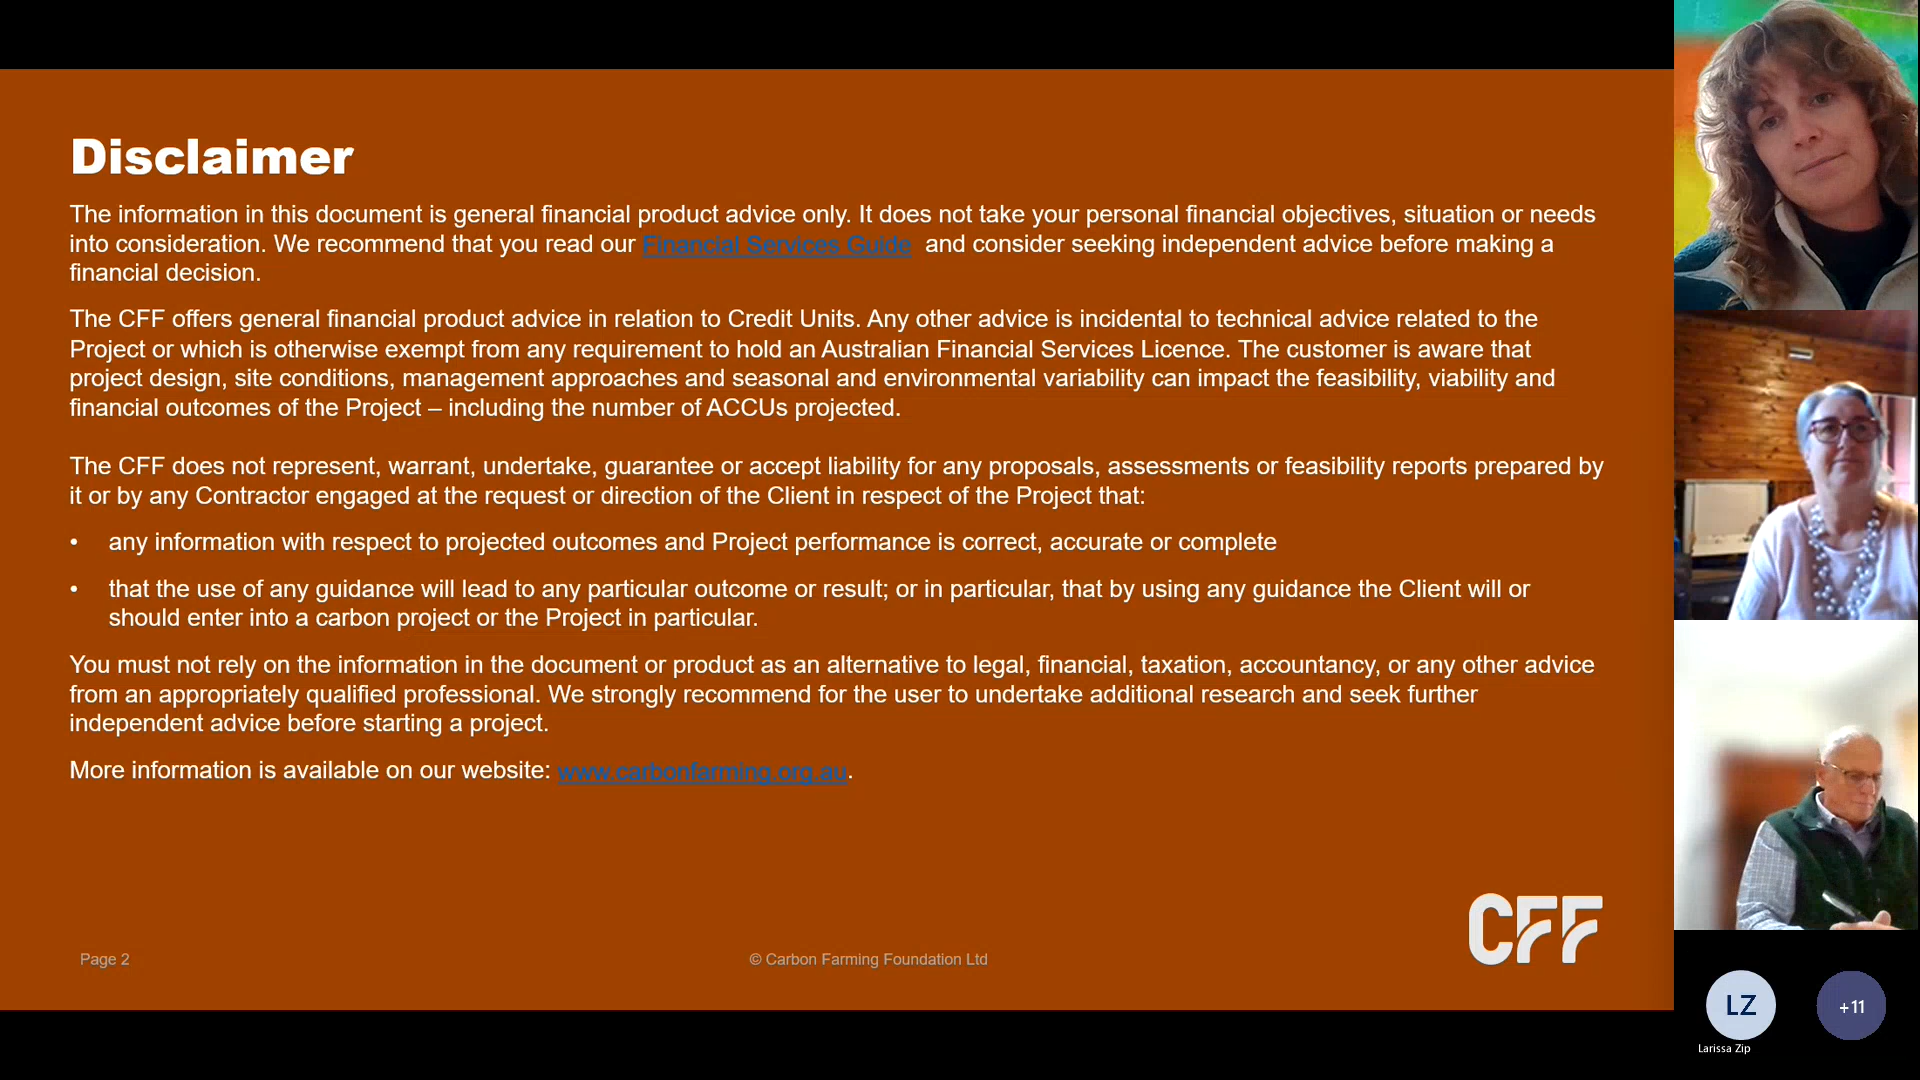 Disclaimer
The information in this document is general financial product advice only. It does not take your personal financial objectives, situation or needs
into consideration. We recommend that you read our Financial Services Guide and consider seeking independent advice before making a
financial decision.
The CFF offers general financial product advice in relation to Credit Units. Any other advice is incidental to technical advice related to the
Project or which is otherwise exempt from any requirement to hold an Australian Financial Services Licence. The customer is aware that
project design, site conditions, management approaches and seasonal and environmental variability can impact the feasibility, viability and
financial outcomes of the Project – including the number of ACCUs projected.
The CFF does not represent, warrant, undertake, guarantee or accept liability for any proposals, assessments or feasibility reports prepared by
it or by any Contractor engaged at the request or direction of the Client in respect of the Project that:
• any information with respect to projected outcomes and Project performance is correct, accurate or complete
• that the use of any guidance will lead to any particular outcome or result; or in particular, that by using any guidance the Client will or
should enter into a carbon project or the Project in particular.
You must not rely on the information in the document or product as an alternative to legal, financial, taxation, accountancy, or any other advice
from an appropriately qualified professional. We strongly recommend for the user to undertake additional research and seek further
independent advice before starting a project.
More information is available on our website: www.carbonfarming.org.au.
CFF
Page 2
© Carbon Farming Foundation Ltd
LZ
+11
Larissa Zip